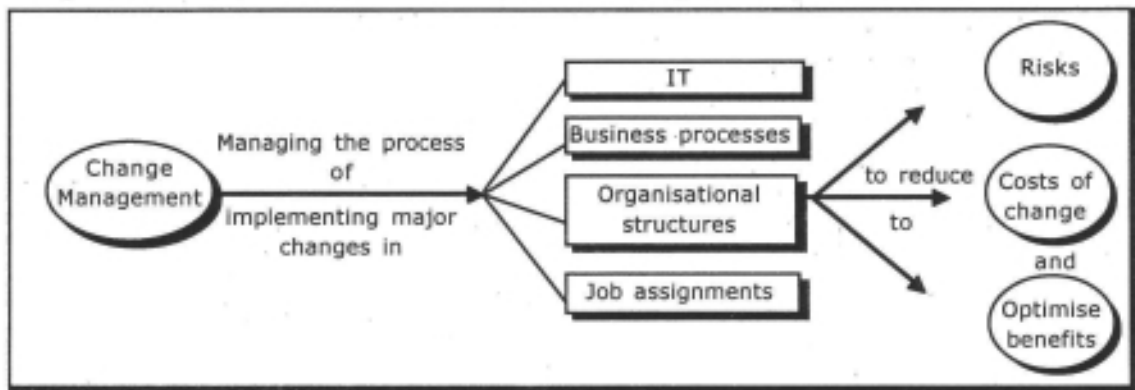 Change
Management
Managing the process
of
implementing major
changes in
IT
Business processes
Organisational
structures
Job assignments
to reduce
to
Risks
Costs of
change
and
Optimise
benefits